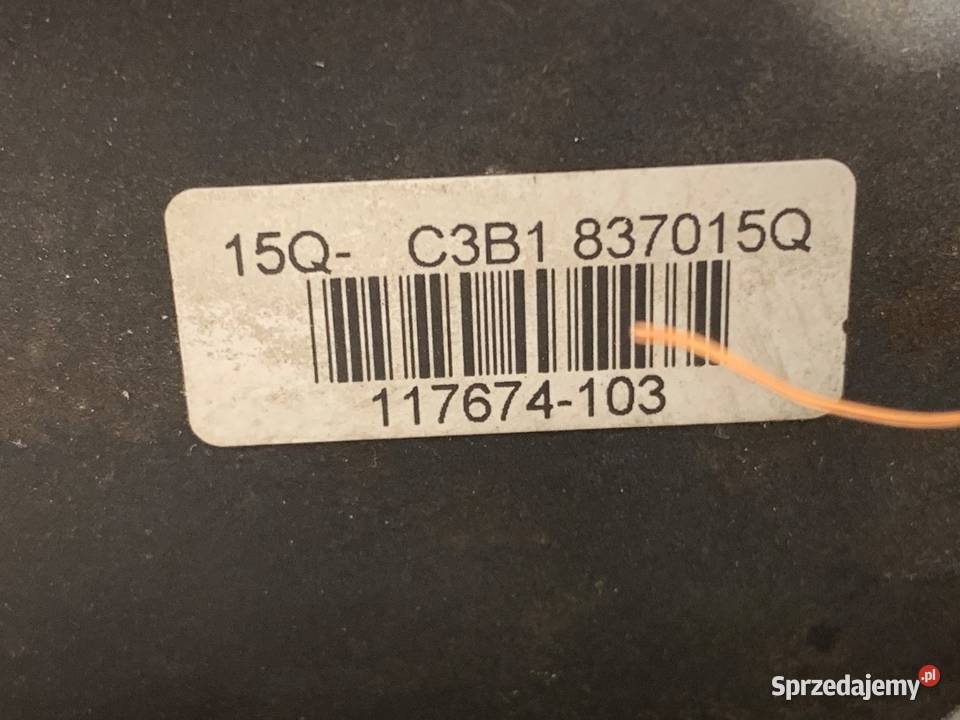 15Q- C3B1 837015Q
117674-103
Sprzedajemy.pl